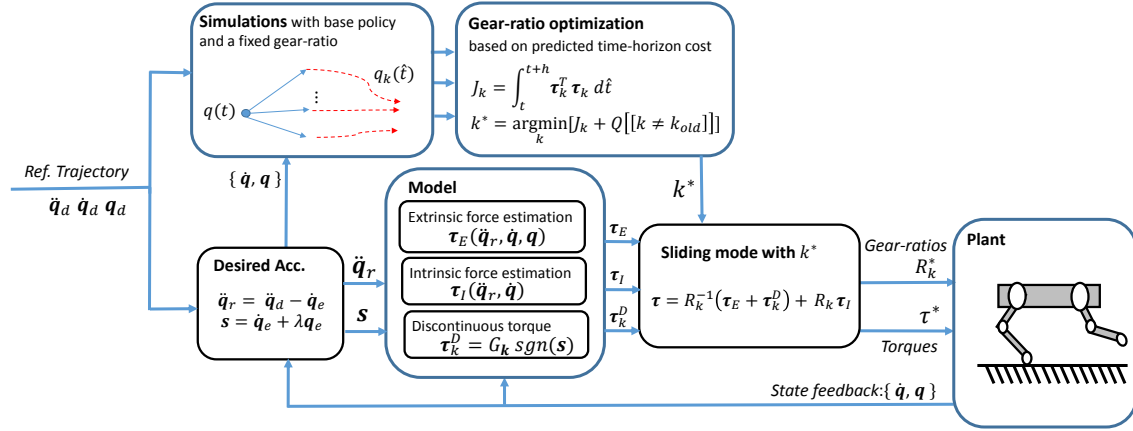 Simulations with base policy
and a fixed gear-ratio
q(t)
q_k(t̂)
⋮
Gear-ratio optimization
based on predicted time-horizon cost
J_k = ∫_t^{t+h} τ_k^T τ_k dt̂
k* = argmin_k [J_k + Q[[k ≠ k_old]]]
Ref. Trajectory
q̈_d q̇_d q_d
{ q̇, q }
k*
Desired Acc.
q̈_r = q̈_d − q̇_e
s = q̇_e + λq_e
q̈_r
s
Model
Extrinsic force estimation
τ_E(q̈_r, q̇, q)
Intrinsic force estimation
τ_I(q̈_r, q̇)
Discontinuous torque
τ_k^D = G_k sgn(s)
τ_E
τ_I
τ_k^D
Sliding mode with k*
τ = R_k^{-1}(τ_E + τ_k^D) + R_k τ_I
Gear-ratios
R_k^*
τ*
Torques
Plant
State feedback:{ q̇, q }